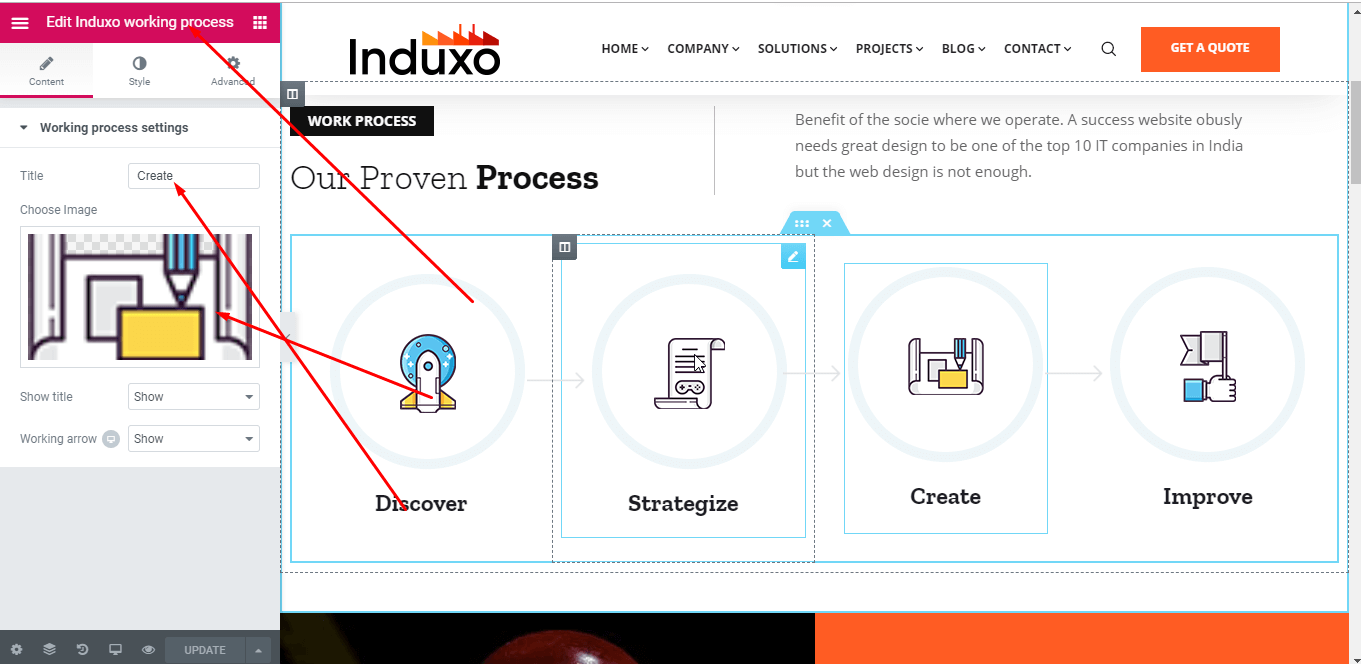 Edit Induxo working process
Content
Style
Advanced
Working process settings
Title
Create
Choose Image
Show title
Show
Working arrow
Show
UPDATE
Induxo
HOME
COMPANY
SOLUTIONS
PROJECTS
BLOG
CONTACT
GET A QUOTE
WORK PROCESS
Our Proven Process
Benefit of the socie where we operate. A success website obusly
needs great design to be one of the top 10 IT companies in India
but the web design is not enough.
Discover
Strategize
Create
Improve